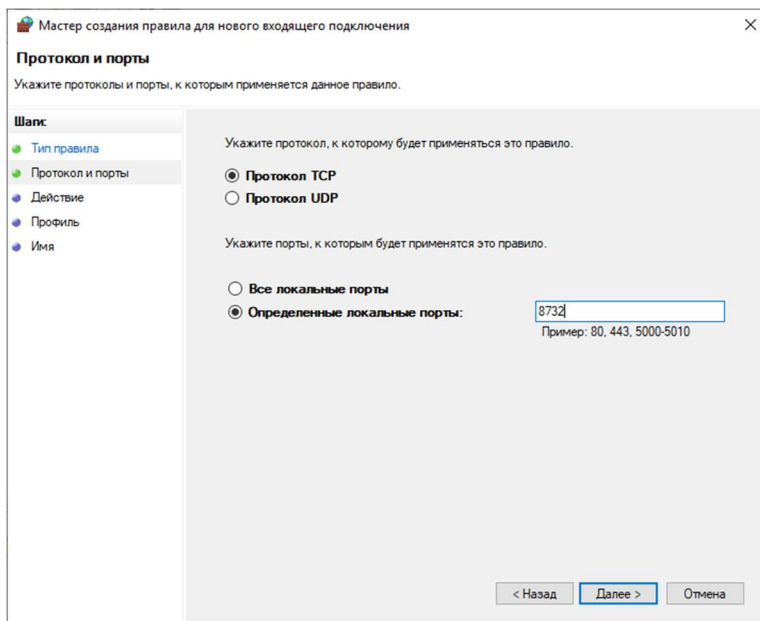 Мастер создания правила для нового входящего подключения
Протокол и порты
Укажите протоколы и порты, к которым применяется данное правило.
Шаги:
Тип правила
Протокол и порты
Действие
Профиль
Имя
Укажите протокол, к которому будет применяться это правило.
Протокол TCP
Протокол UDP
Укажите порты, к которым будет применятся это правило.
Все локальные порты
Определенные локальные порты:
8732
Пример: 80, 443, 5000-5010
< Назад
Далее >
Отмена